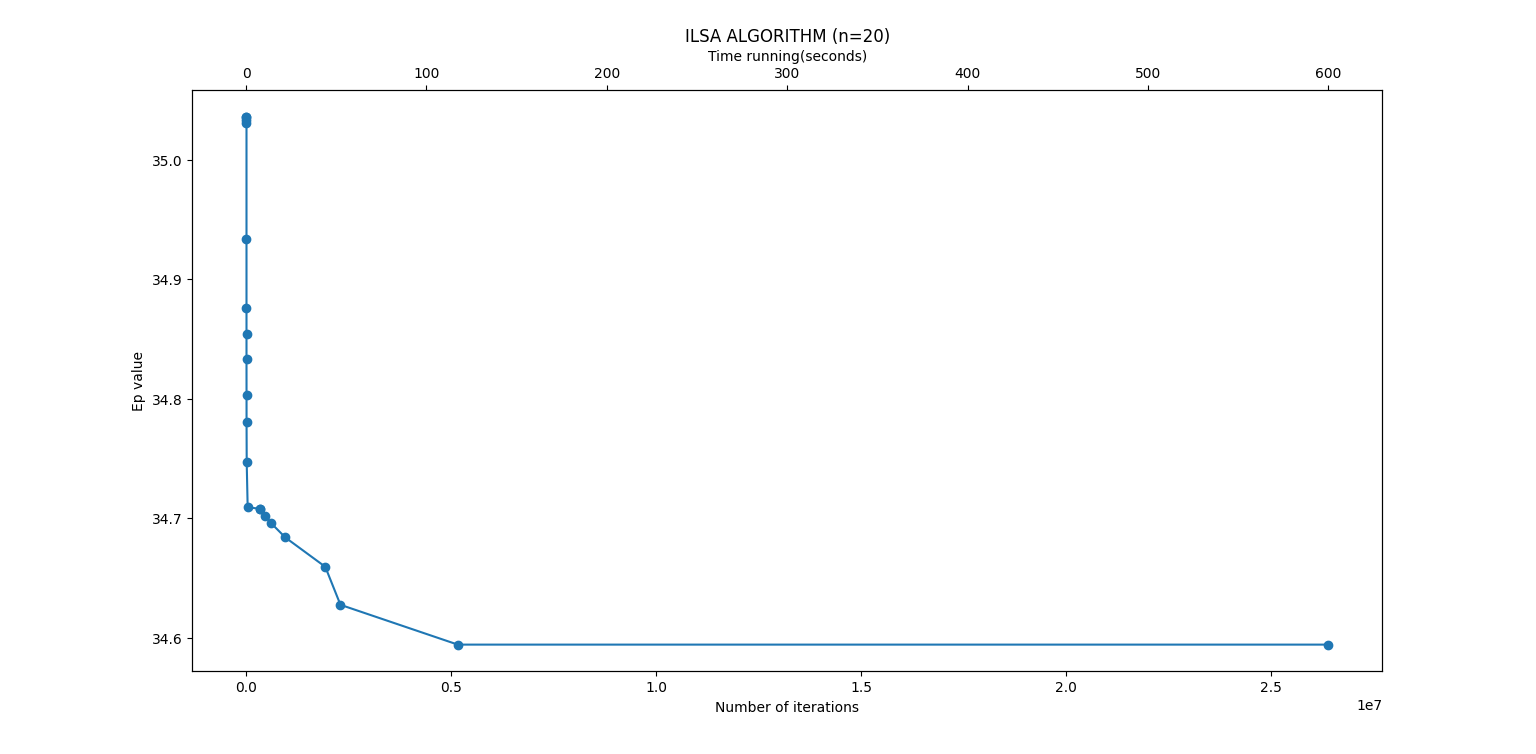 ILSA ALGORITHM (n=20)
Time running(seconds)
0 100 200 300 400 500 600
35.0
34.9
34.8
34.7
34.6
Ep value
0.0 0.5 1.0 1.5 2.0 2.5
1e7
Number of iterations